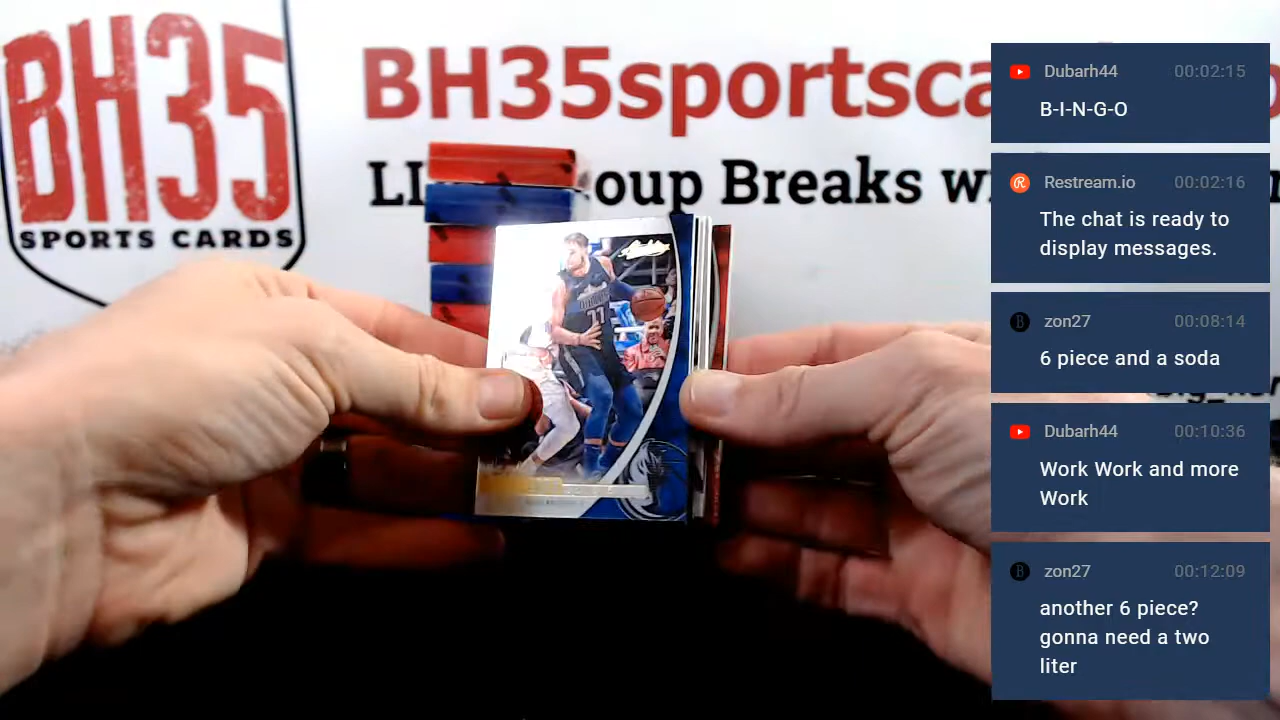 BH35
SPORTS CARDS
BH35sportsca
LI oup Breaks w
Absolute
77
Dubarh44 00:02:15
B-I-N-G-O
Restream.io 00:02:16
The chat is ready to
display messages.
zon27 00:08:14
6 piece and a soda
Dubarh44 00:10:36
Work Work and more
Work
zon27 00:12:09
another 6 piece?
gonna need a two
liter